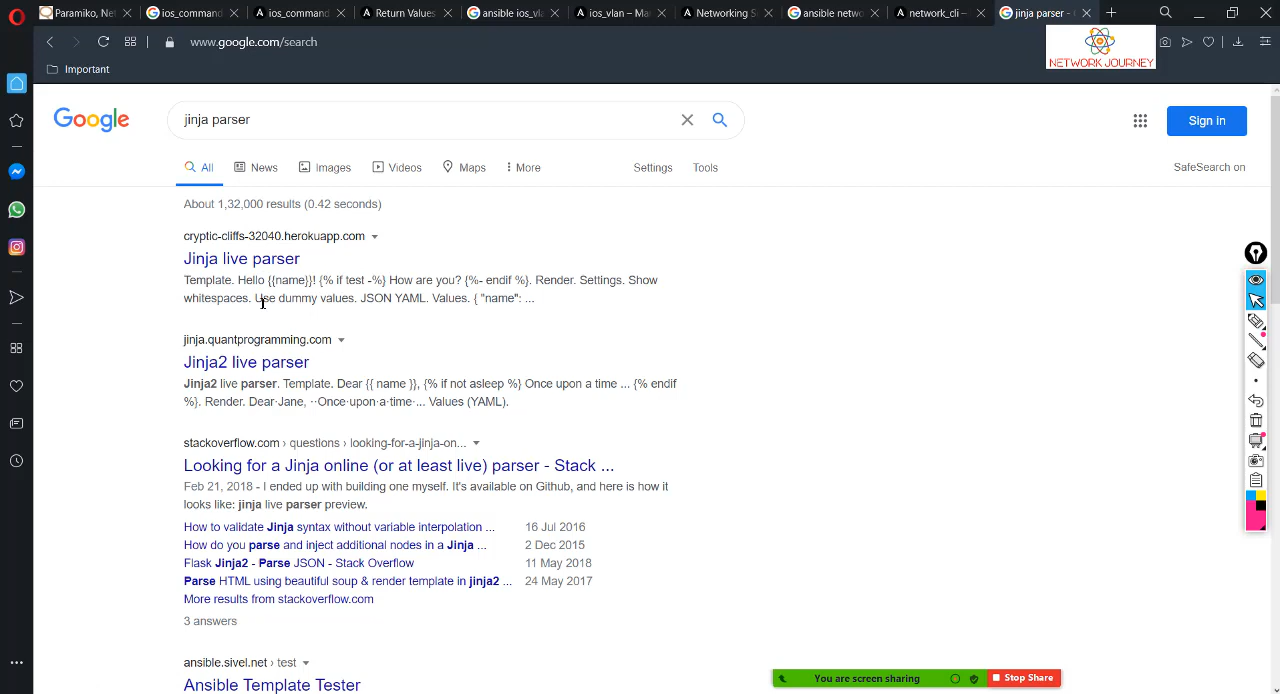 Paramiko, Net
ios_command
ios_command
Return Values
ansible ios_vla
ios_vlan – Ma
Networking S
ansible netwo
network_cli –
jinja parser -
www.google.com/search
NETWORK JOURNEY
Important
Google
jinja parser
Sign in
All News Images Videos Maps More Settings Tools SafeSearch on
About 1,32,000 results (0.42 seconds)
cryptic-cliffs-32040.herokuapp.com
Jinja live parser
Template. Hello {{name}}! {% if test -%} How are you? {%- endif %}. Render. Settings. Show
whitespaces. Use dummy values. JSON YAML. Values. { "name": ...
jinja.quantprogramming.com
Jinja2 live parser
Jinja2 live parser. Template. Dear {{ name }}, {% if not asleep %} Once upon a time ... {% endif
%}. Render. Dear·Jane, ··Once·upon·a·time·... Values (YAML).
stackoverflow.com › questions › looking-for-a-jinja-on...
Looking for a Jinja online (or at least live) parser - Stack ...
Feb 21, 2018 - I ended up with building one myself. It's available on Github, and here is how it
looks like: jinja live parser preview.
How to validate Jinja syntax without variable interpolation ... 16 Jul 2016
How do you parse and inject additional nodes in a Jinja ... 2 Dec 2015
Flask Jinja2 - Parse JSON - Stack Overflow 11 May 2018
Parse HTML using beautiful soup & render template in jinja2 ... 24 May 2017
More results from stackoverflow.com
3 answers
ansible.sivel.net › test
Ansible Template Tester
You are screen sharing
Stop Share